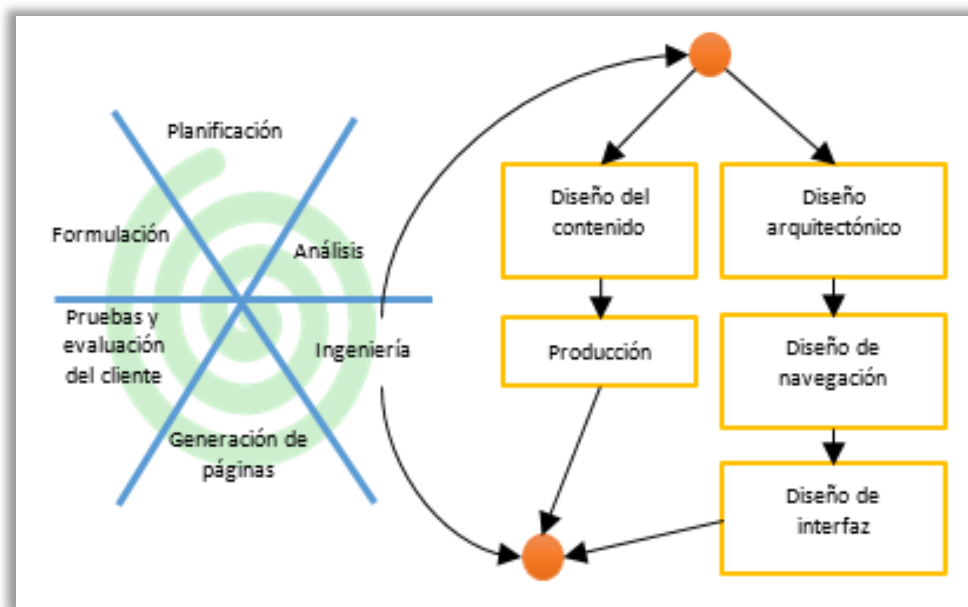 Planificación
Formulación
Análisis
Pruebas y
evaluación
del cliente
Ingeniería
Generación de
páginas
Diseño del
contenido
Producción
Diseño
arquitectónico
Diseño de
navegación
Diseño de
interfaz